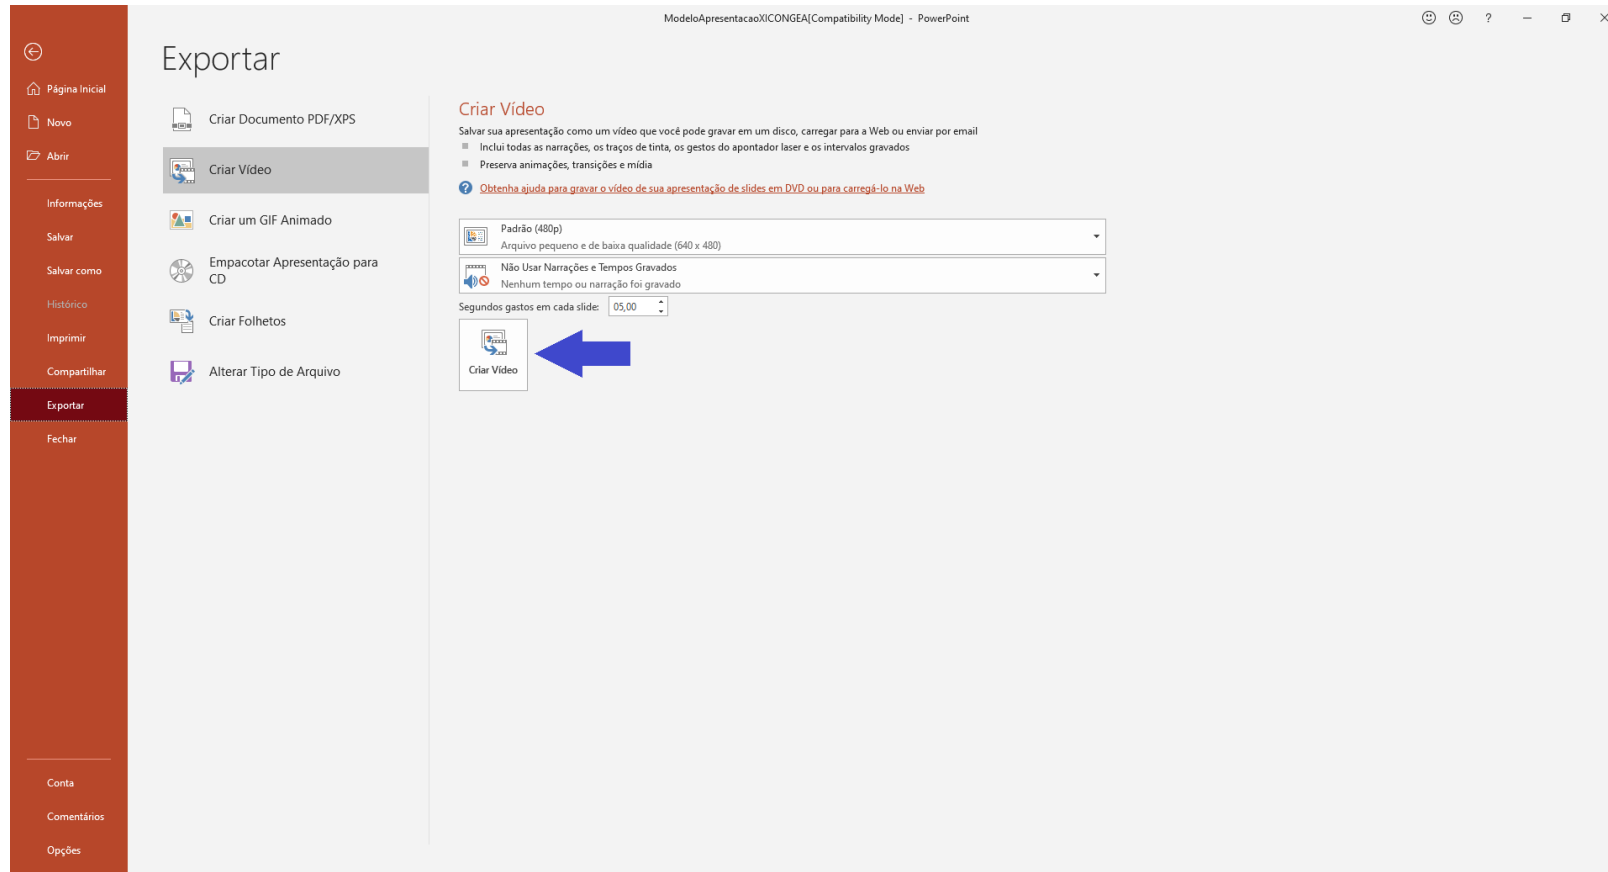 ModeloApresentacaoXICONGEA[Compatibility Mode] - PowerPoint
?
Página Inicial
Novo
Abrir
Informações
Salvar
Salvar como
Histórico
Imprimir
Compartilhar
Exportar
Fechar
Conta
Comentários
Opções
Exportar
Criar Documento PDF/XPS
Criar Vídeo
Criar um GIF Animado
Empacotar Apresentação para
CD
Criar Folhetos
Alterar Tipo de Arquivo
Criar Vídeo
Salvar sua apresentação como um vídeo que você pode gravar em um disco, carregar para a Web ou enviar por email
Inclui todas as narrações, os traços de tinta, os gestos do apontador laser e os intervalos gravados
Preserva animações, transições e mídia
Obtenha ajuda para gravar o vídeo de sua apresentação de slides em DVD ou para carregá-lo na Web
Padrão (480p)
Arquivo pequeno e de baixa qualidade (640 x 480)
Não Usar Narrações e Tempos Gravados
Nenhum tempo ou narração foi gravado
Segundos gastos em cada slide: 05,00
Criar Vídeo